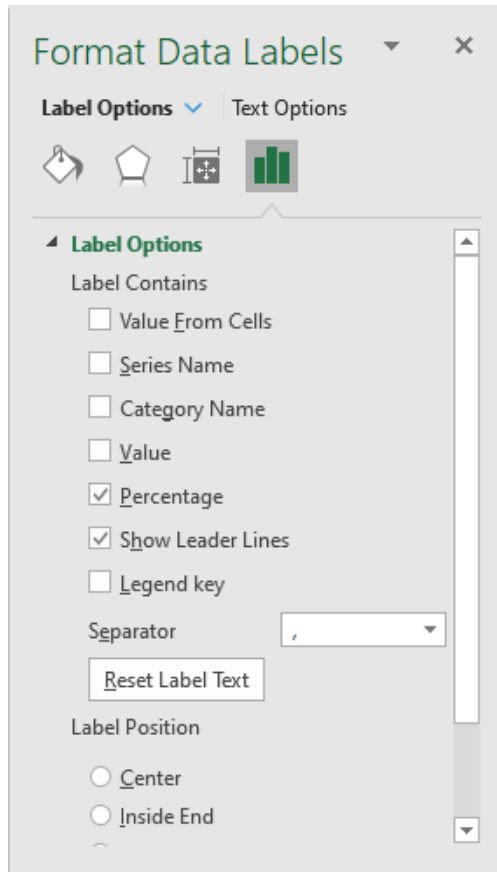 Format Data Labels
Label Options Text Options
Label Options
Label Contains
Value From Cells
Series Name
Category Name
Value
Percentage
Show Leader Lines
Legend key
Separator ,
Reset Label Text
Label Position
Center
Inside End